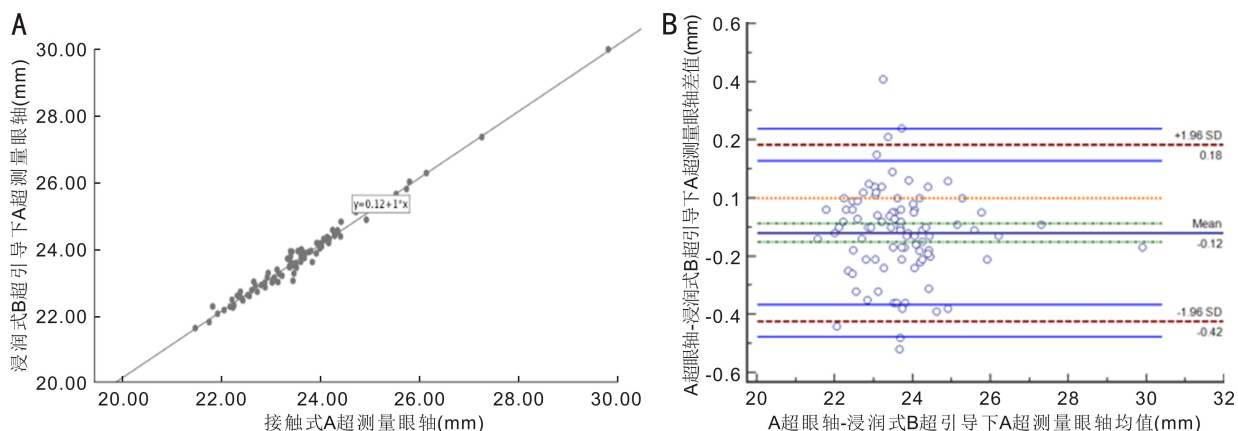 A
浸润式B超引导下A超测量眼轴(mm)
30.00
28.00
26.00
24.00
22.00
20.00
y=0.12+1*x
20.00 22.00 24.00 26.00 28.00 30.00
接触式A超测量眼轴(mm)
B
A超眼轴-浸润式B超引导下A超测量眼轴差值(mm)
0.6
0.4
0.2
0.1
-0.2
-0.4
-0.6
+1.96 SD
0.18
Mean
-0.12
-1.96 SD
-0.42
20 22 24 26 28 30 32
A超眼轴-浸润式B超引导下A超测量眼轴均值(mm)